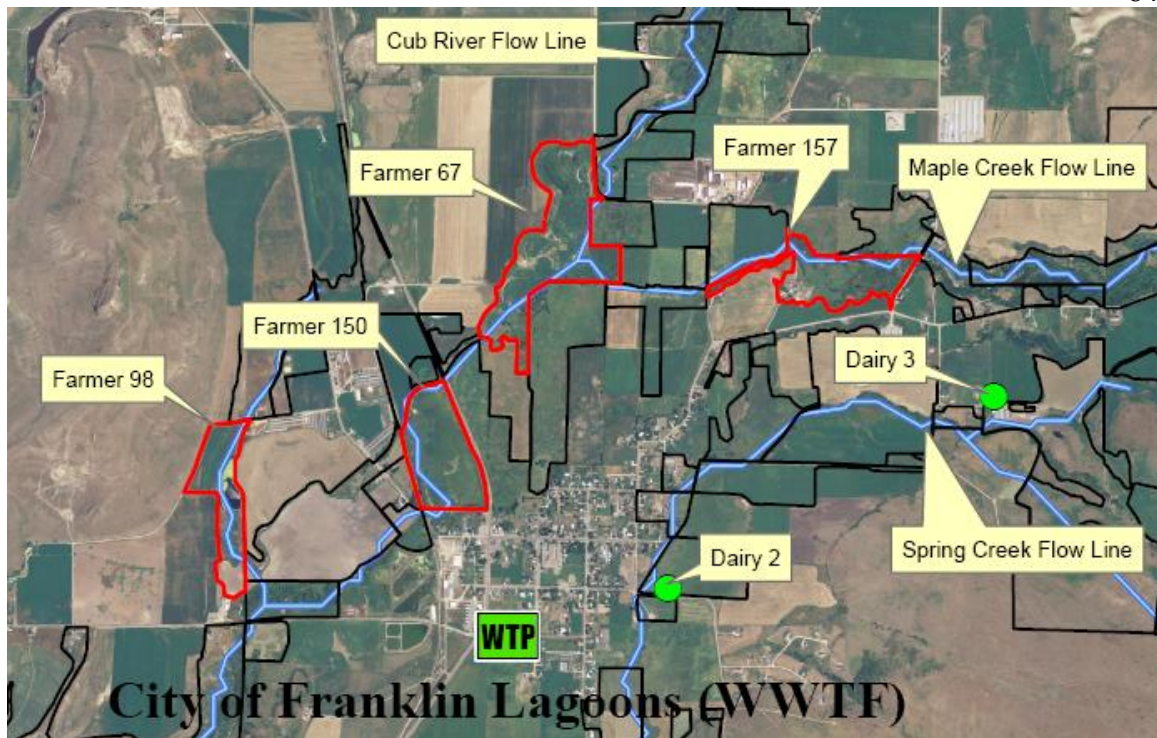 Cub River Flow Line
Farmer 67
Farmer 157
Maple Creek Flow Line
Farmer 150
Farmer 98
Dairy 3
Dairy 2
Spring Creek Flow Line
WTP
City of Franklin Lagoons (WWTF)